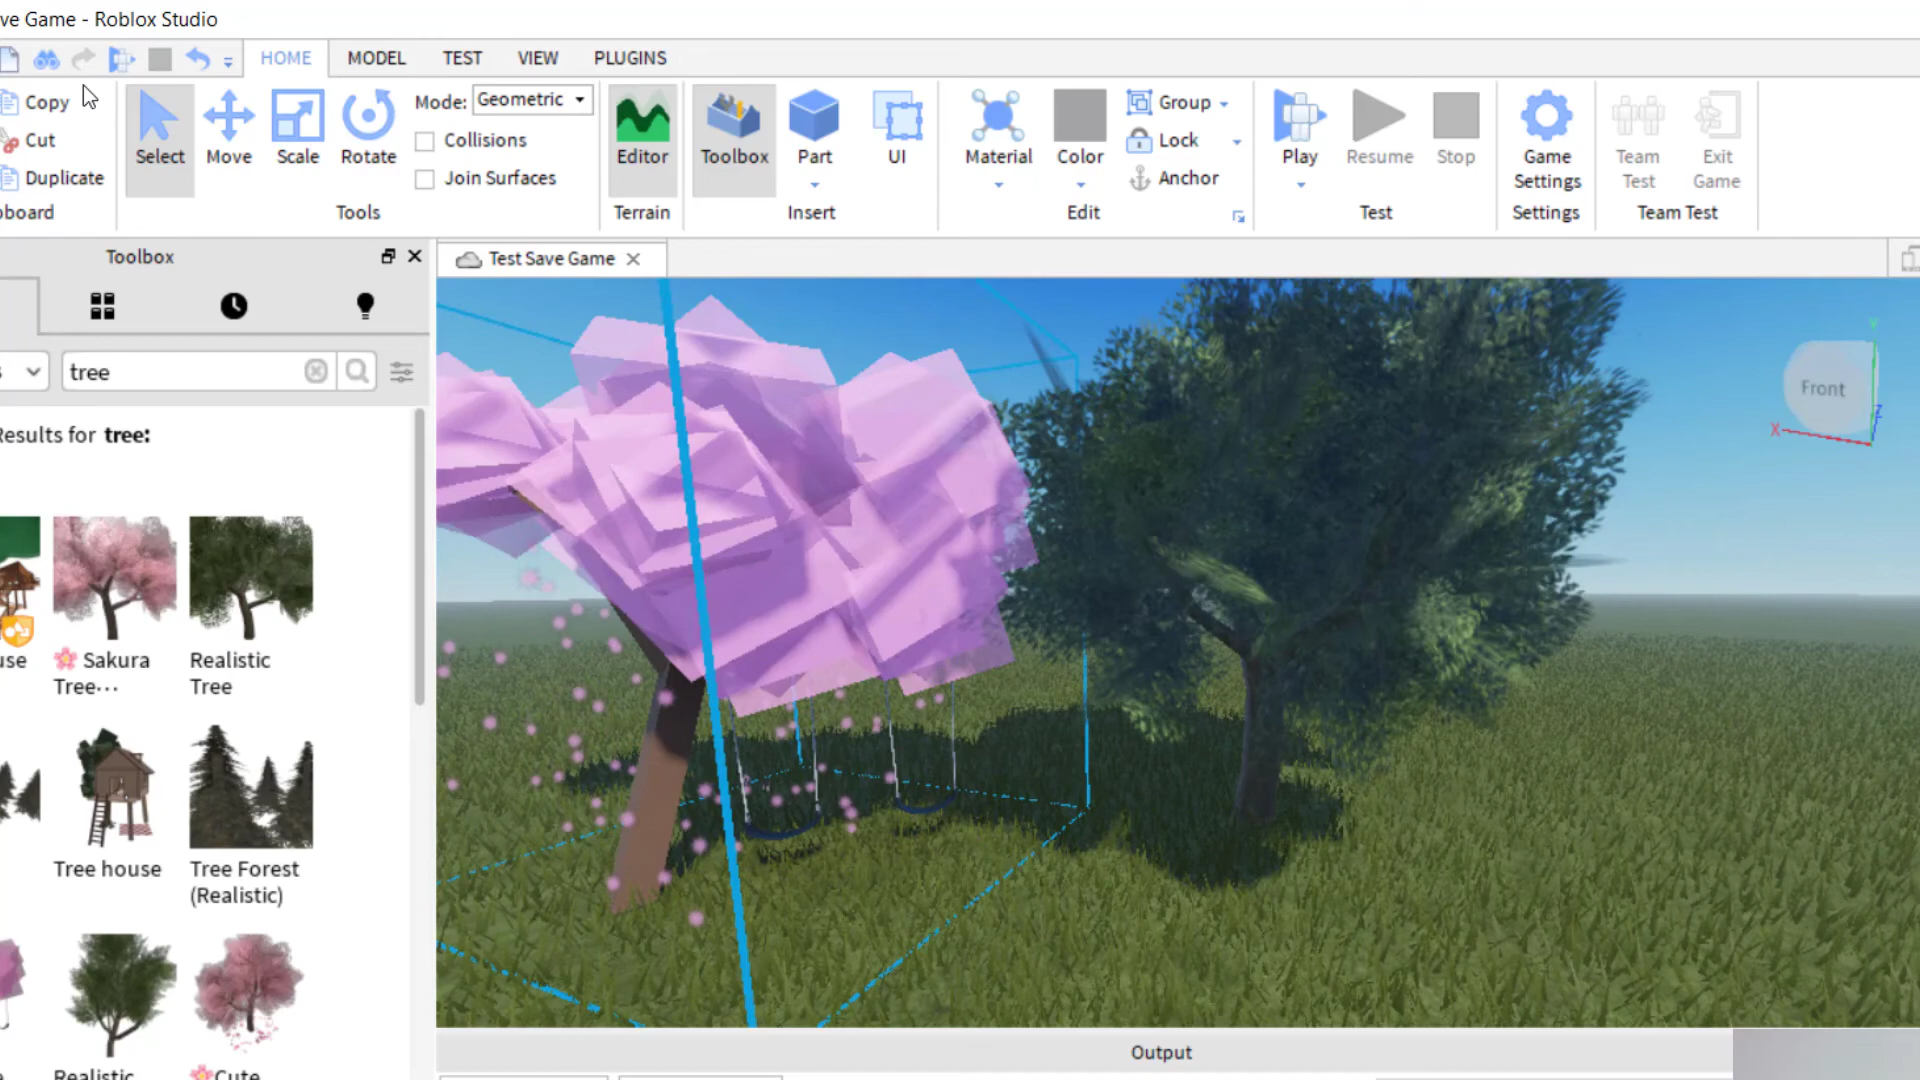 ve Game - Roblox Studio
HOME MODEL TEST VIEW PLUGINS
Copy
Cut
Duplicate
board
Select Move Scale Rotate
Mode: Geometric
Collisions
Join Surfaces
Tools
Editor
Terrain
Toolbox Part UI
Insert
Material Color
Group
Lock
Anchor
Edit
Play Resume Stop
Test
Game Settings
Settings
Team Test
Exit Game
Team Test
Toolbox
Test Save Game
s
tree
Results for tree:
use
Sakura Tree...
Realistic Tree
Tree house
Tree Forest (Realistic)
e
Realistic
Cute
Front
Y
X
Z
Output